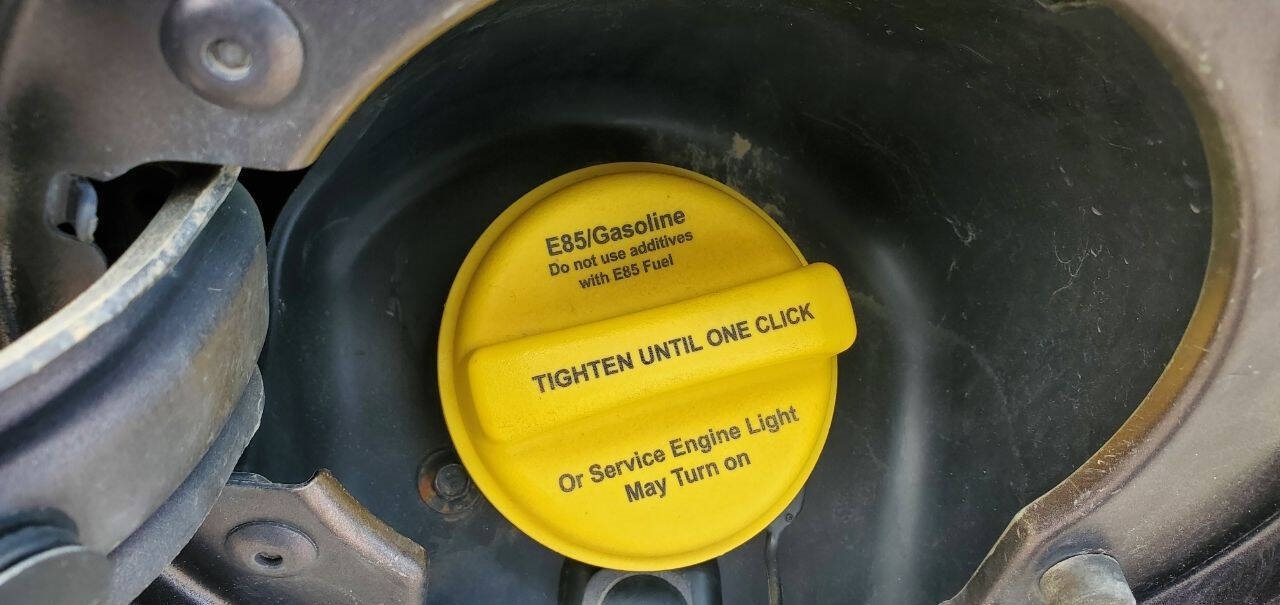 E85/Gasoline
Do not use additives
with E85 Fuel
TIGHTEN UNTIL ONE CLICK
Or Service Engine Light
May Turn on